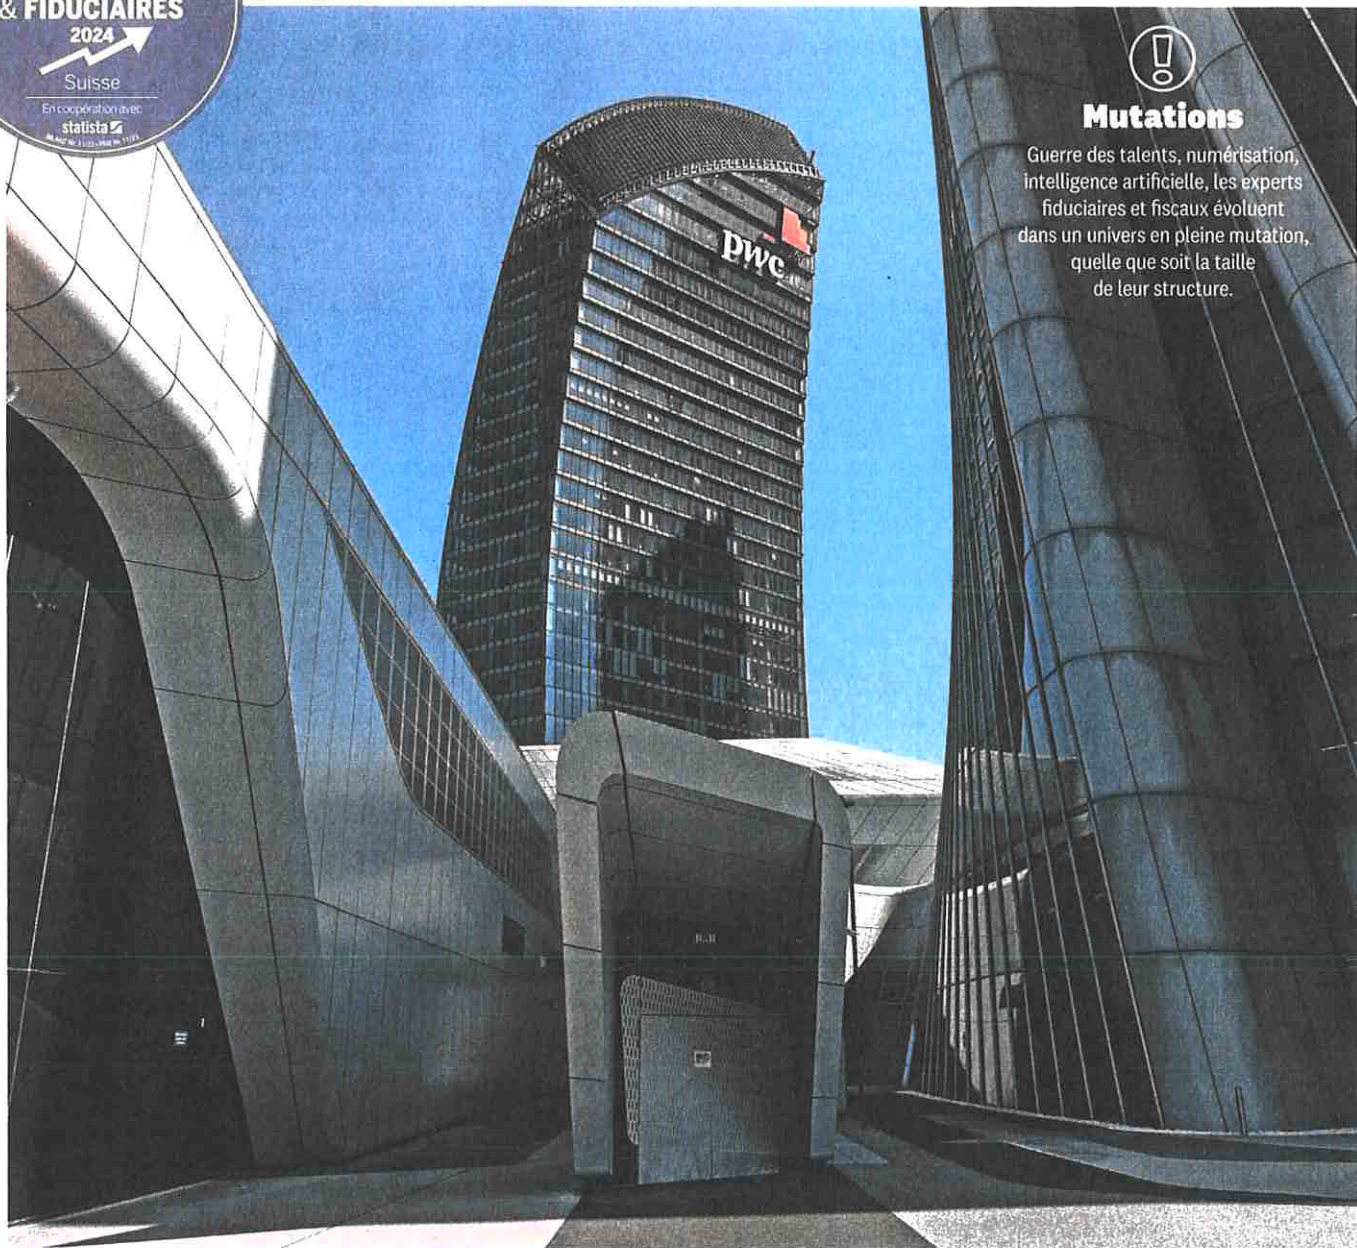 & FIDUCIAIRES
2024
Suisse
En coopération avec
statista
Mutations
Guerre des talents, numérisation,
intelligence artificielle, les experts
fiduciaires et fiscaux évoluent
dans un univers en pleine mutation,
quelle que soit la taille
de leur structure.
pwc